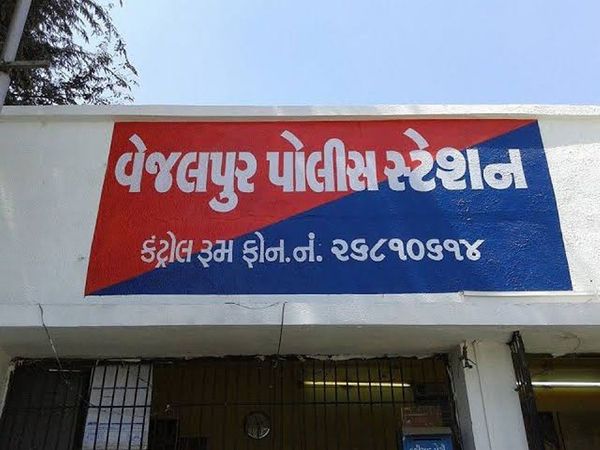 વેજલપુર પોલીસ સ્ટેશન
કંટ્રોલ રૂમ ફોન.નં. ૨૬૮૧૦૬૧૪